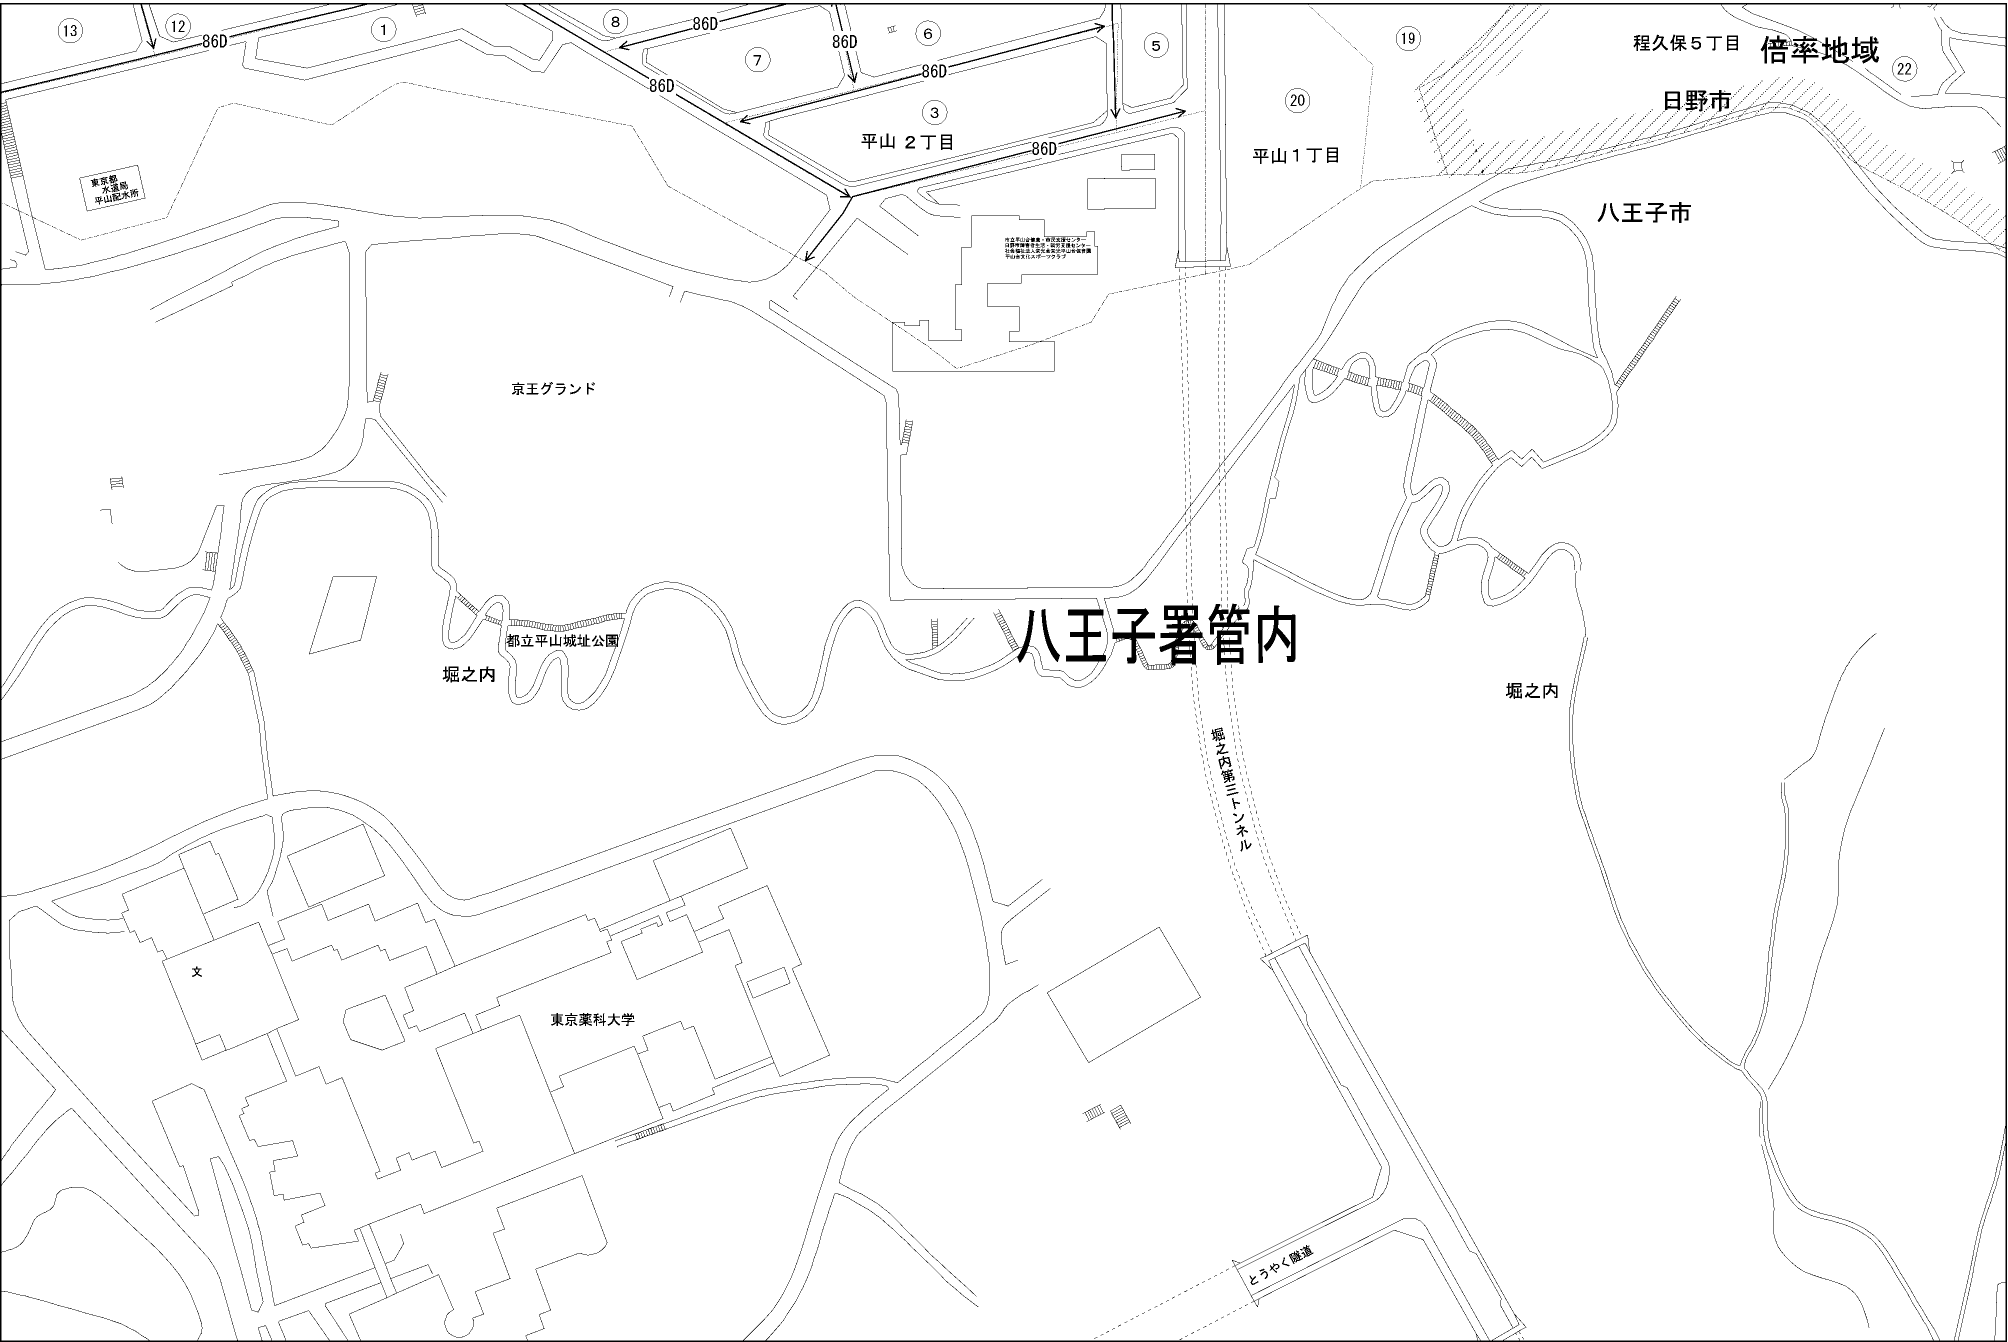 13
12
1
8
7
6
5
3
19
20
22
86D
86D
86D
86D
86D
86D
平山 2丁目
平山1丁目
程久保5丁目
倍率地域
日野市
八王子市
東京都
水道局
平山配水所
京王グランド
都立平山城址公園
堀之内
八王子署管内
堀之内
堀之内第三トンネル
文
東京薬科大学
とうやく隧道